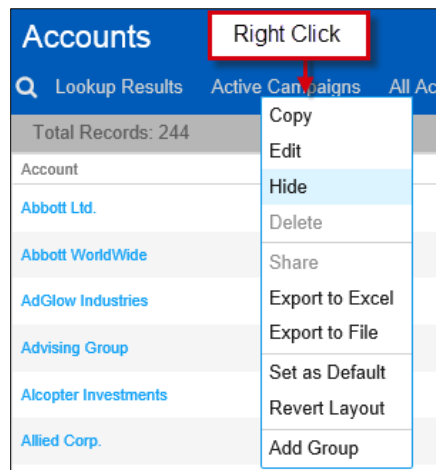 Accounts
Right Click
Lookup Results Active Campaigns All Ac
Total Records: 244
Account
Abbott Ltd.
Abbott WorldWide
AdGlow Industries
Advising Group
Alcopter Investments
Allied Corp.
Copy
Edit
Hide
Delete
Share
Export to Excel
Export to File
Set as Default
Revert Layout
Add Group